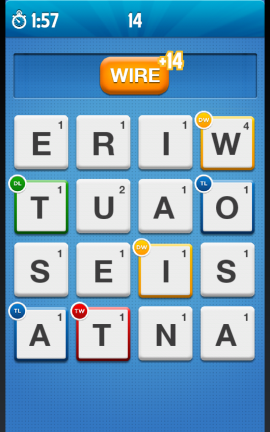 1:57 14
WIRE +14
E 1 R 1 I 1 DW W 4
DL T 1 U 2 A 1 TL O 1
S 1 E 1 DW I 1 S 1
TL A 1 TW T 1 N 1 A 1